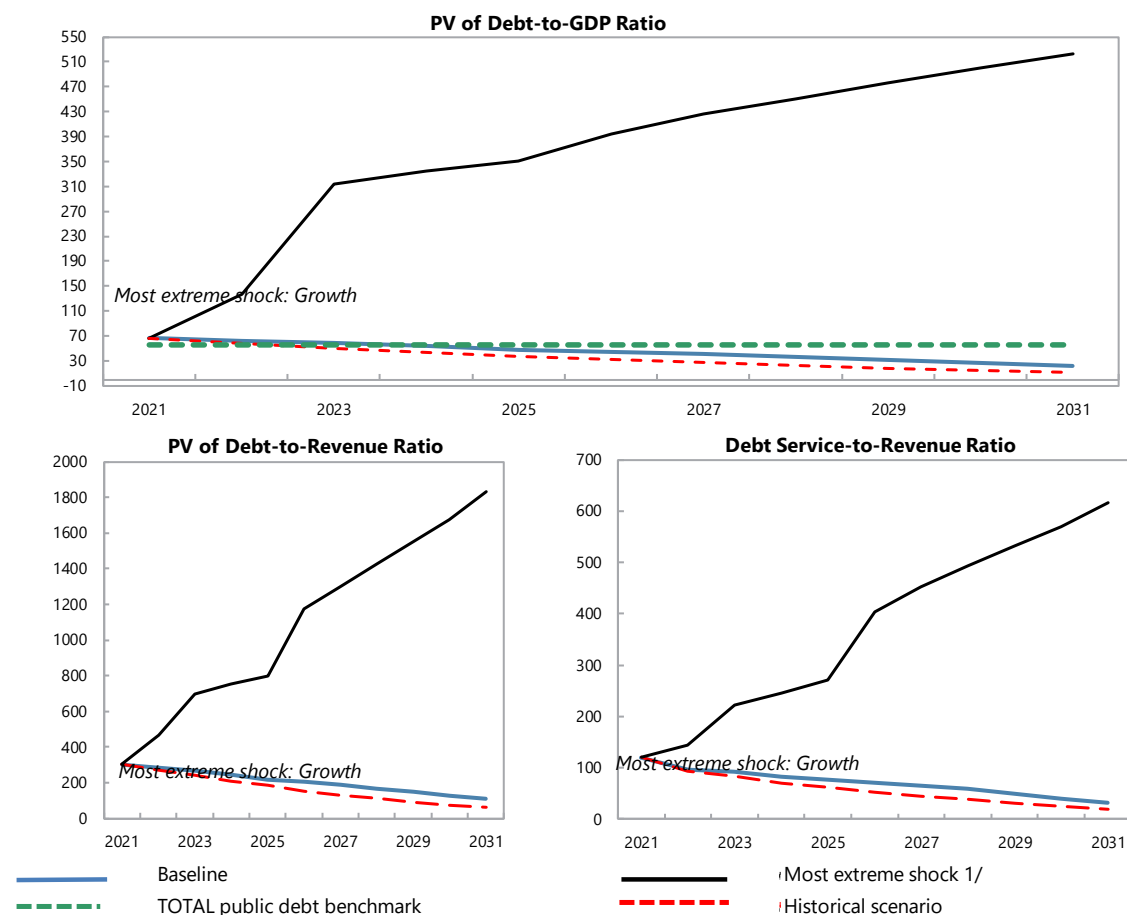 PV of Debt-to-GDP Ratio
550
510
470
430
390
350
310
270
230
190
150
110
70
30
-10
Most extreme shock: Growth
2021 2023 2025 2027 2029 2031
PV of Debt-to-Revenue Ratio
2000
1800
1600
1400
1200
1000
800
600
400
200
0
Most extreme shock: Growth
2021 2023 2025 2027 2029 2031
Debt Service-to-Revenue Ratio
700
600
500
400
300
200
100
0
Most extreme shock: Growth
2021 2023 2025 2027 2029 2031
Baseline
Most extreme shock 1/
TOTAL public debt benchmark
Historical scenario